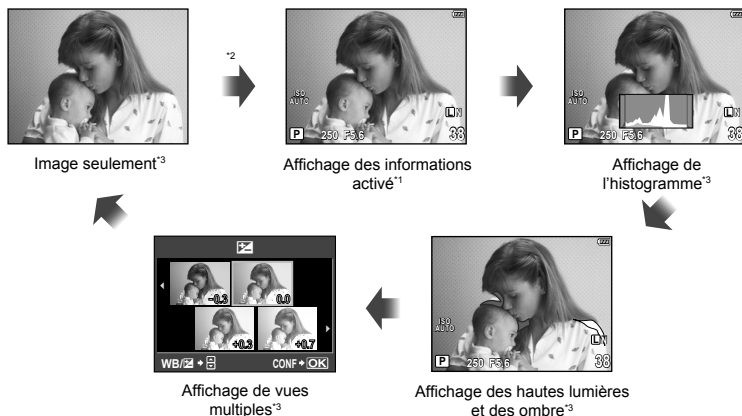 *2
Image seulement*3
ISO
AUTO
P 250 F5.6
L N
38
Affichage des informations
activé*1
ISO
AUTO
P 250 F5.6
L N
38
Affichage de
l'histogramme*3
-0.3 0.0
+0.3 +0.7
WB/ CONF OK
Affichage de vues
multiples*3
ISO
AUTO
P 250 F5.6
L N
38
Affichage des hautes lumières
et des ombre*3